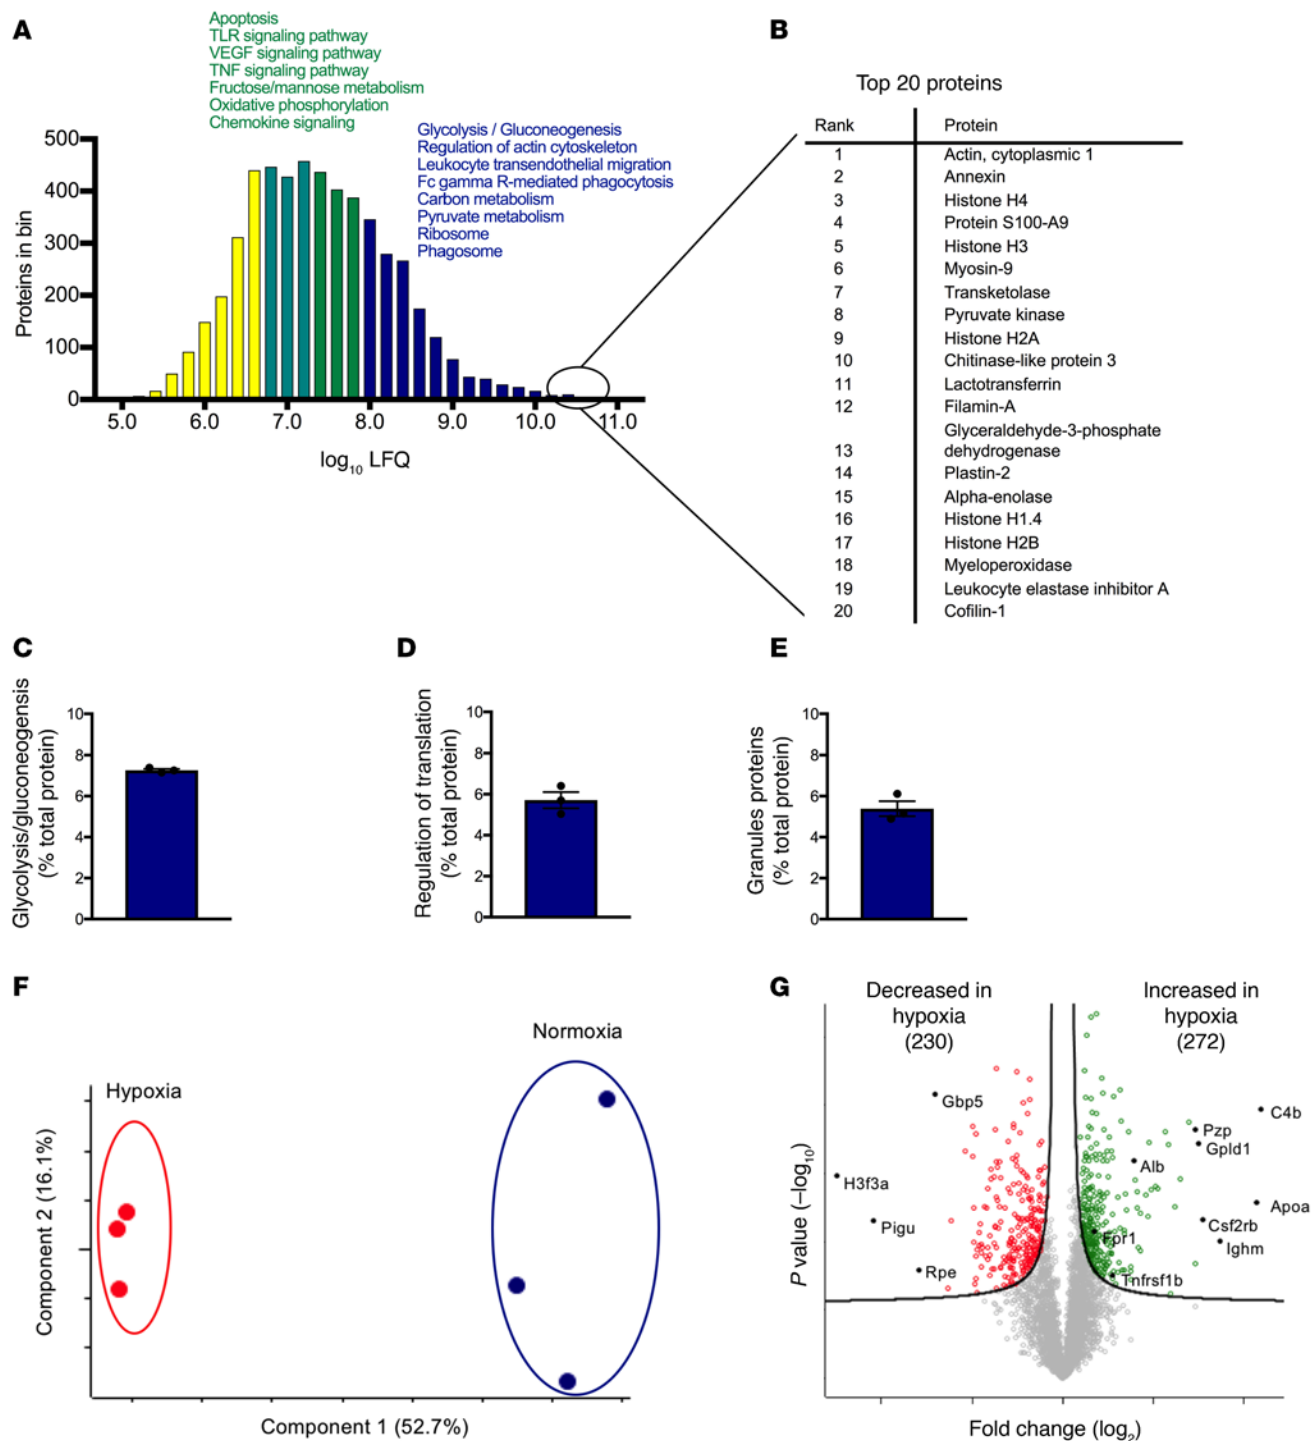 A
Apoptosis
TLR signaling pathway
VEGF signaling pathway
TNF signaling pathway
Fructose/mannose metabolism
Oxidative phosphorylation
Chemokine signaling
Glycolysis / Gluconeogenesis
Regulation of actin cytoskeleton
Leukocyte transendothelial migration
Fc gamma R-mediated phagocytosis
Carbon metabolism
Pyruvate metabolism
Ribosome
Phagosome
Proteins in bin
500
400
300
200
100
0
5.0 6.0 7.0 8.0 9.0 10.0 11.0
log10 LFQ
B
Top 20 proteins
Rank Protein
1 Actin, cytoplasmic 1
2 Annexin
3 Histone H4
4 Protein S100-A9
5 Histone H3
6 Myosin-9
7 Transketolase
8 Pyruvate kinase
9 Histone H2A
10 Chitinase-like protein 3
11 Lactotransferrin
12 Filamin-A
Glyceraldehyde-3-phosphate
13 dehydrogenase
14 Plastin-2
15 Alpha-enolase
16 Histone H1.4
17 Histone H2B
18 Myeloperoxidase
19 Leukocyte elastase inhibitor A
20 Cofilin-1
C
Glycolysis/gluconeogenesis
(% total protein)
10
8
6
4
2
0
D
Regulation of translation
(% total protein)
10
8
6
4
2
0
E
Granules proteins
(% total protein)
10
8
6
4
2
0
F
Hypoxia
Normoxia
Component 2 (16.1%)
Component 1 (52.7%)
G
Decreased in
hypoxia
(230)
Increased in
hypoxia
(272)
Gbp5
H3f3a
Pigu
Rpe
C4b
Pzp
Gpld1
Alb
Apoa
Csf2rb
Fpr1
Ighm
Tnfrsf1b
P value (–log10)
Fold change (log2)